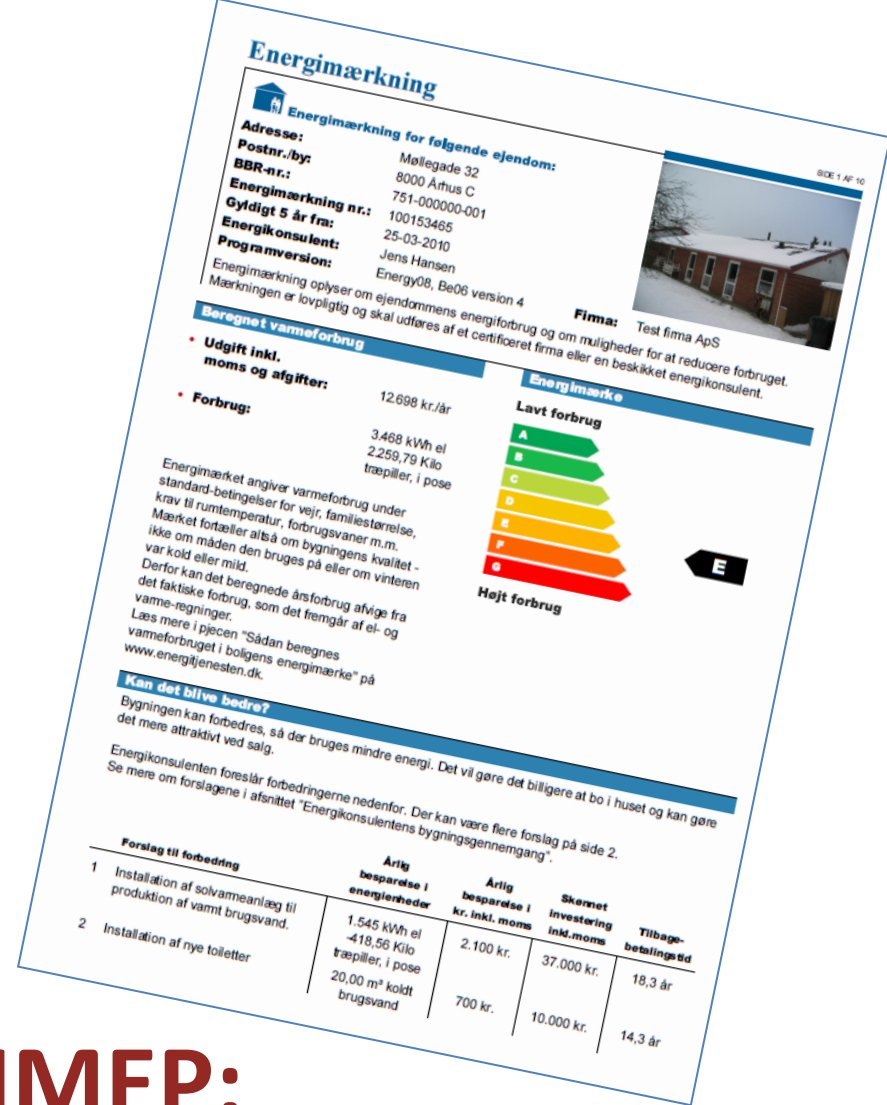 Energimærkning
SIDE 1 AF 10
Energimærkning for følgende ejendom:
Adresse: Møllegade 32
Postnr./by: 8000 Århus C
BBR-nr.: 751-000000-001
Energimærkning nr.: 100153465
Gyldigt 5 år fra: 25-03-2010
Energikonsulent: Jens Hansen
Programversion: Energy08, Be06 version 4
Firma: Test firma ApS
Energimærkning oplyser om ejendommens energiforbrug og om muligheder for at reducere forbruget.
Mærkningen er lovpligtig og skal udføres af et certificeret firma eller en beskikket energikonsulent.
Beregnet varmeforbrug
• Udgift inkl.
moms og afgifter: 12.698 kr./år
• Forbrug: 3.468 kWh el
2.259,79 Kilo
træpiller, i pose
Energimærket angiver varmeforbrug under
standard-betingelser for vejr, familiestørrelse,
krav til rumtemperatur, forbrugsvaner m.m.
Mærket fortæller altså om bygningens kvalitet -
ikke om måden den bruges på eller om vinteren
var kold eller mild.
Derfor kan det beregnede årsforbrug afvige fra
det faktiske forbrug, som det fremgår af el- og
varme-regninger.
Læs mere i pjecen "Sådan beregnes
varmeforbruget i boligens energimærke" på
www.energitjenesten.dk.
Energimærke
Lavt forbrug
A
B
C
D
E
F
G
Højt forbrug
E
Kan det blive bedre?
Bygningen kan forbedres, så der bruges mindre energi. Det vil gøre det billigere at bo i huset og kan gøre
det mere attraktivt ved salg.
Energikonsulenten foreslår forbedringerne nedenfor. Der kan være flere forslag på side 2.
Se mere om forslagene i afsnittet "Energikonsulentens bygningsgennemgang".
Forslag til forbedring
Årlig
besparelse i
energienheder
Årlig
besparelse i
kr. inkl. moms
Skønnet
investering
inkl.moms
Tilbage-
betalingstid
1 Installation af solvarmeanlæg til
produktion af varmt brugsvand.
1.545 kWh el
-418,56 Kilo
træpiller, i pose
2.100 kr.
37.000 kr.
18,3 år
2 Installation af nye toiletter
20,00 m³ koldt
brugsvand
700 kr.
10.000 kr.
14,3 år